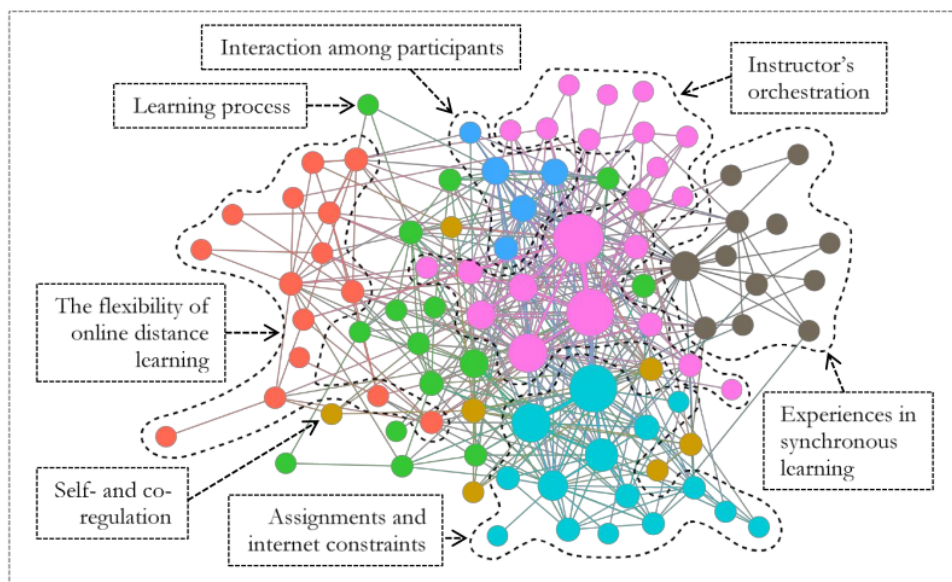 Interaction among participants
Learning process
Instructor's
orchestration
The flexibility of
online distance
learning
Experiences in
synchronous
learning
Self- and co-
regulation
Assignments and
internet constraints